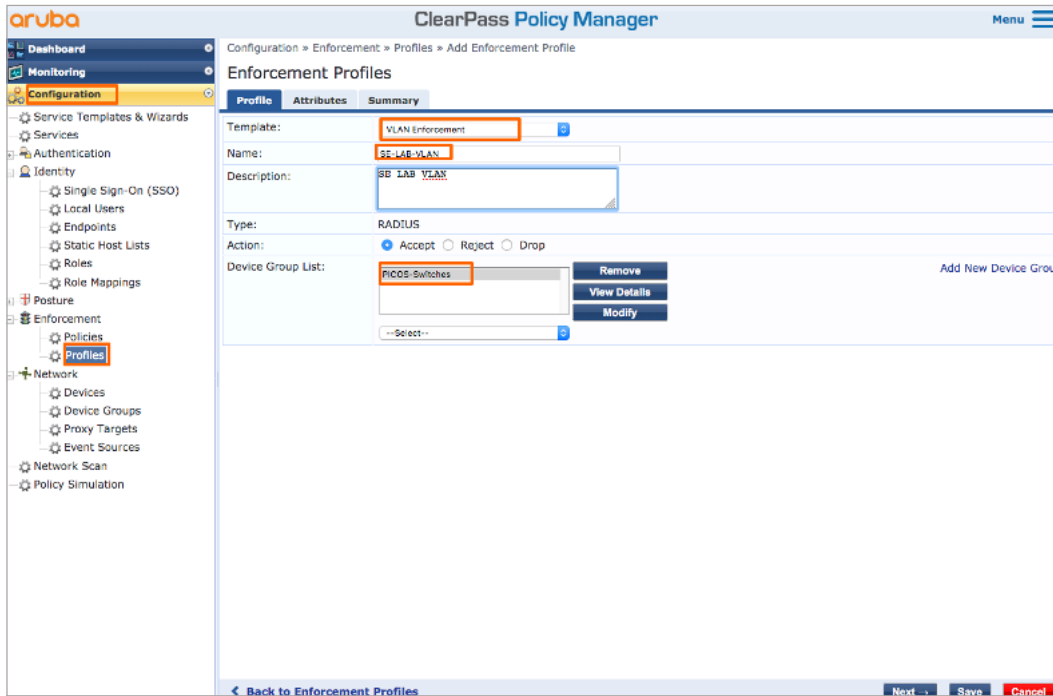 aruba
ClearPass Policy Manager
Menu
Dashboard
Monitoring
Configuration
Service Templates & Wizards
Services
Authentication
Identity
Single Sign-On (SSO)
Local Users
Endpoints
Static Host Lists
Roles
Role Mappings
Posture
Enforcement
Policies
Profiles
Network
Devices
Device Groups
Proxy Targets
Event Sources
Network Scan
Policy Simulation
Configuration » Enforcement » Profiles » Add Enforcement Profile
Enforcement Profiles
Profile Attributes Summary
Template: VLAN Enforcement
Name: SE-LAB-VLAN
Description: SE LAB VLAN
Type: RADIUS
Action: Accept Reject Drop
Device Group List: PICOS-Switches Remove Add New Device Grou
View Details
Modify
--Select--
Back to Enforcement Profiles Next → Save Cancel